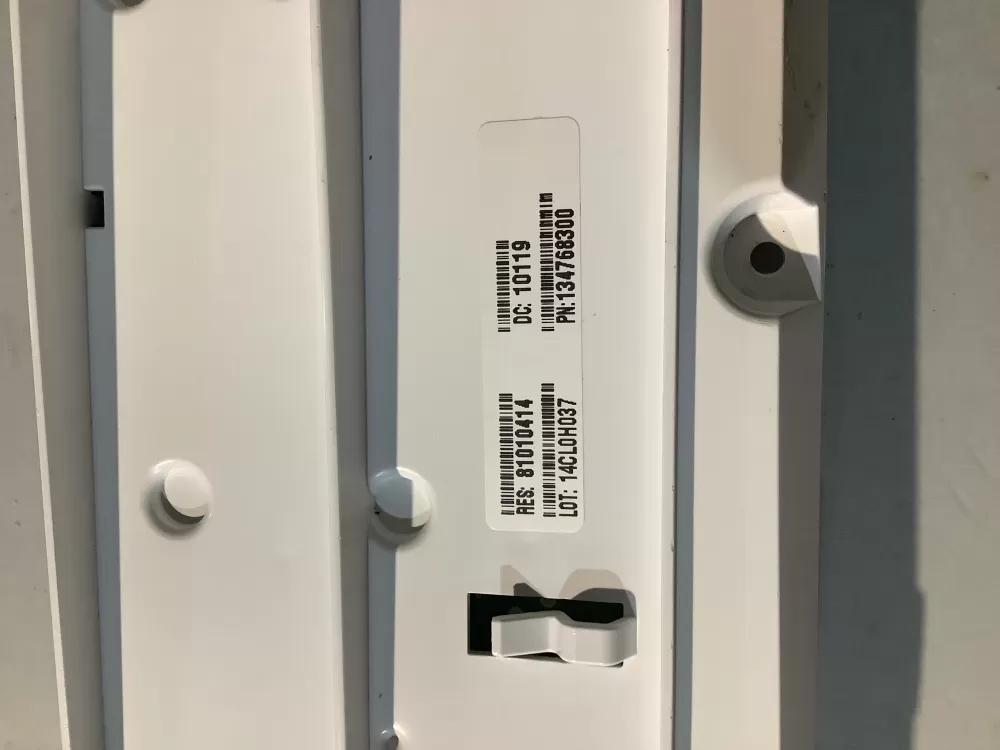 RES: 81010414
DC: 10119
LOT: 14CL0H037
PN:134768300